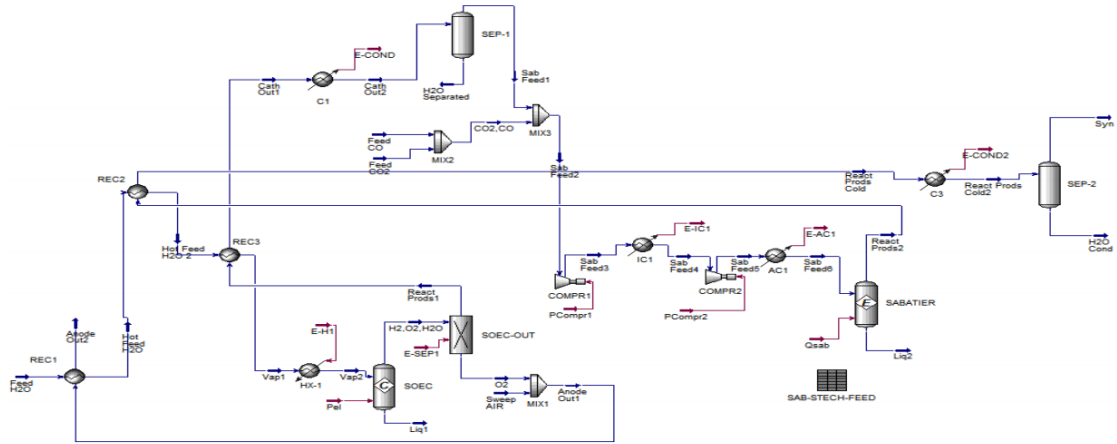 SEP-1
E-COND
Cath
Out1
C1
Cath
Out2
H2O
Separated
Sab
Feed1
Feed
CO
Feed
CO2
MIX2
CO2,CO
MIX3
Sab
Feed2
Syn
E-COND2
React
Prods
Cold
C3
React Prods
Cold2
SEP-2
H2O
Cond
REC2
Hot Feed
H2O 2
REC3
E-IC1
Sab
Feed3
IC1
Sab
Feed4
E-AC1
Sab
Feed5
AC1
Sab
Feed6
React
Prods2
COMPR1
COMPR2
PCompr1
PCompr2
SABATIER
E
Qsab
Liq2
React
Prods1
Anode
Out2
Hot
Feed
H2O
REC1
Feed
H2O
E-H1
H2,O2,H2O
SOEC-OUT
E-SEP1
Vap1
HX-1
Vap2
SOEC
C
Pel
Liq1
O2
Sweep
AIR
MIX1
Anode
Out1
SAB-STECH-FEED